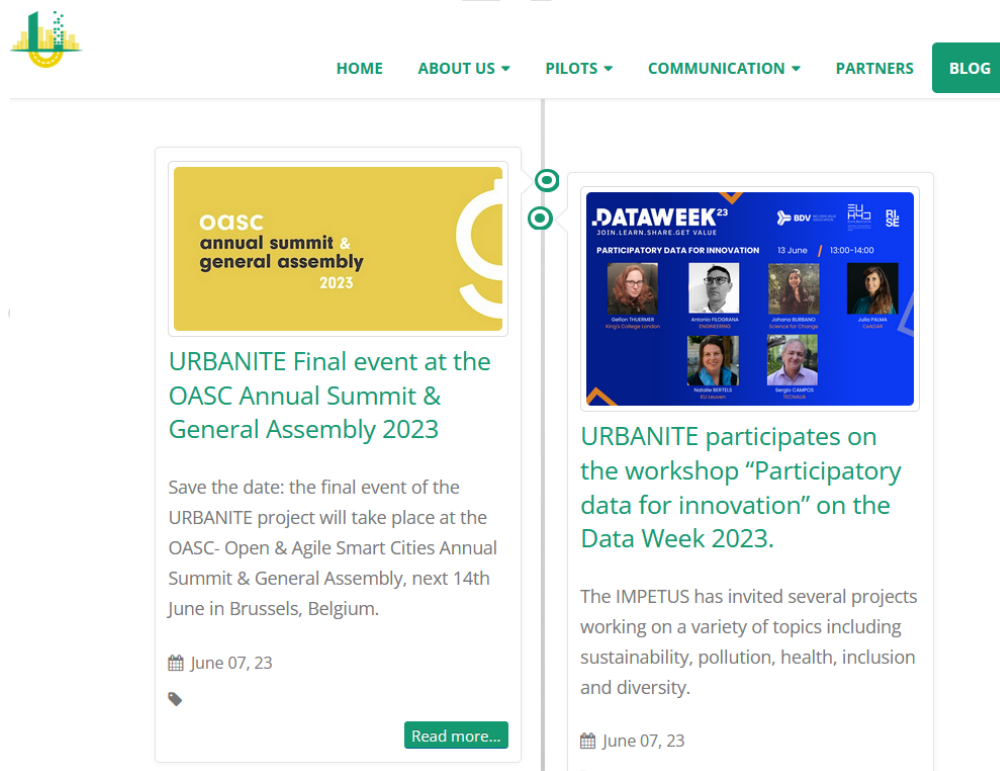 HOME
ABOUT US
PILOTS
COMMUNICATION
PARTNERS
BLOG
oasc
annual summit &
general assembly
2023
URBANITE Final event at the
OASC Annual Summit &
General Assembly 2023
Save the date: the final event of the
URBANITE project will take place at the
OASC- Open & Agile Smart Cities Annual
Summit & General Assembly, next 14th
June in Brussels, Belgium.
June 07, 23
Read more...
DATAWEEK23
JOIN.LEARN.SHARE.GET VALUE
BDV
RI.
SE
PARTICIPATORY DATA FOR INNOVATION
13 June / 13:00-14:00
Gefion THUERMER
King's College London
Antonio FILOGRANA
ENGINEERING
Johana BURBANO
Science for Change
Julia PALMA
CeADAR
Natalie BERTELS
KU Leuven
Sergio CAMPOS
TECNALIA
URBANITE participates on
the workshop “Participatory
data for innovation” on the
Data Week 2023.
The IMPETUS has invited several projects
working on a variety of topics including
sustainability, pollution, health, inclusion
and diversity.
June 07, 23